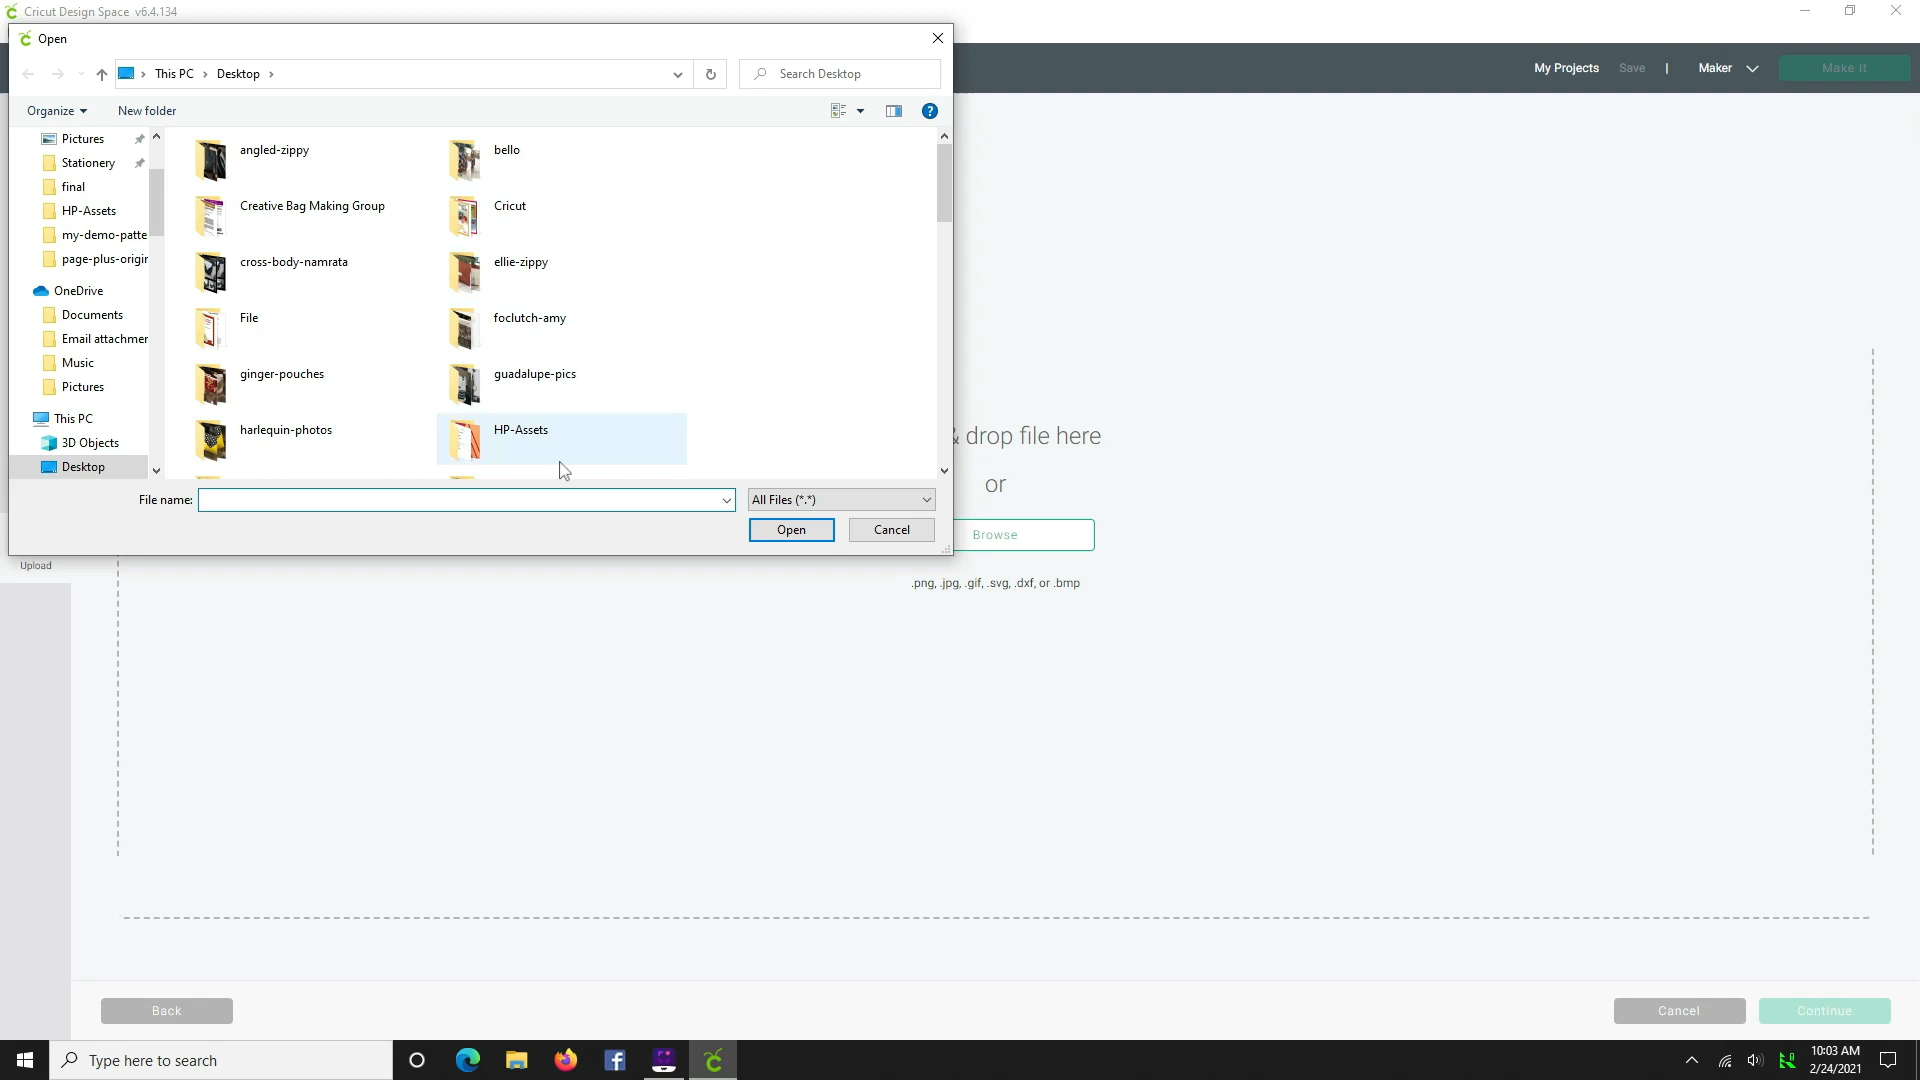 Cricut Design Space v6.4.134
Open
This PC
Desktop
Search Desktop
My Projects
Save
|
Maker
Make It
Organize
New folder
Pictures
Stationery
final
HP-Assets
my-demo-patte
page-plus-origin
OneDrive
Documents
Email attachmen
Music
Pictures
This PC
3D Objects
Desktop
angled-zippy
bello
Creative Bag Making Group
Cricut
cross-body-namrata
ellie-zippy
File
foclutch-amy
ginger-pouches
guadalupe-pics
harlequin-photos
HP-Assets
File name:
All Files (*.*)
Open
Cancel
& drop file here
or
Browse
.png, .jpg, .gif, .svg, .dxf, or .bmp
Upload
Back
Cancel
Continue
Type here to search
10:03 AM
2/24/2021